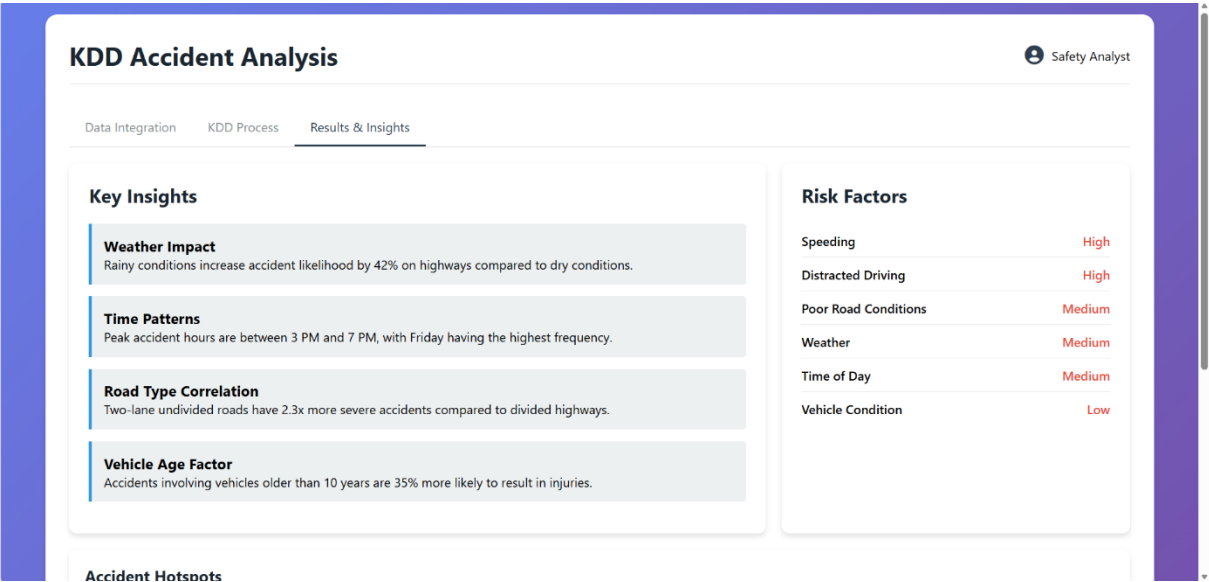 KDD Accident Analysis
Safety Analyst
Data Integration
KDD Process
Results & Insights
Key Insights
Weather Impact
Rainy conditions increase accident likelihood by 42% on highways compared to dry conditions.
Time Patterns
Peak accident hours are between 3 PM and 7 PM, with Friday having the highest frequency.
Road Type Correlation
Two-lane undivided roads have 2.3x more severe accidents compared to divided highways.
Vehicle Age Factor
Accidents involving vehicles older than 10 years are 35% more likely to result in injuries.
Risk Factors
Speeding High
Distracted Driving High
Poor Road Conditions Medium
Weather Medium
Time of Day Medium
Vehicle Condition Low
Accident Hotspots